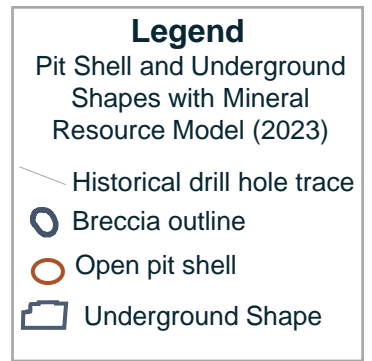 Legend
Pit Shell and Underground
Shapes with Mineral
Resource Model (2023)
Historical drill hole trace
Breccia outline
Open pit shell
Underground Shape